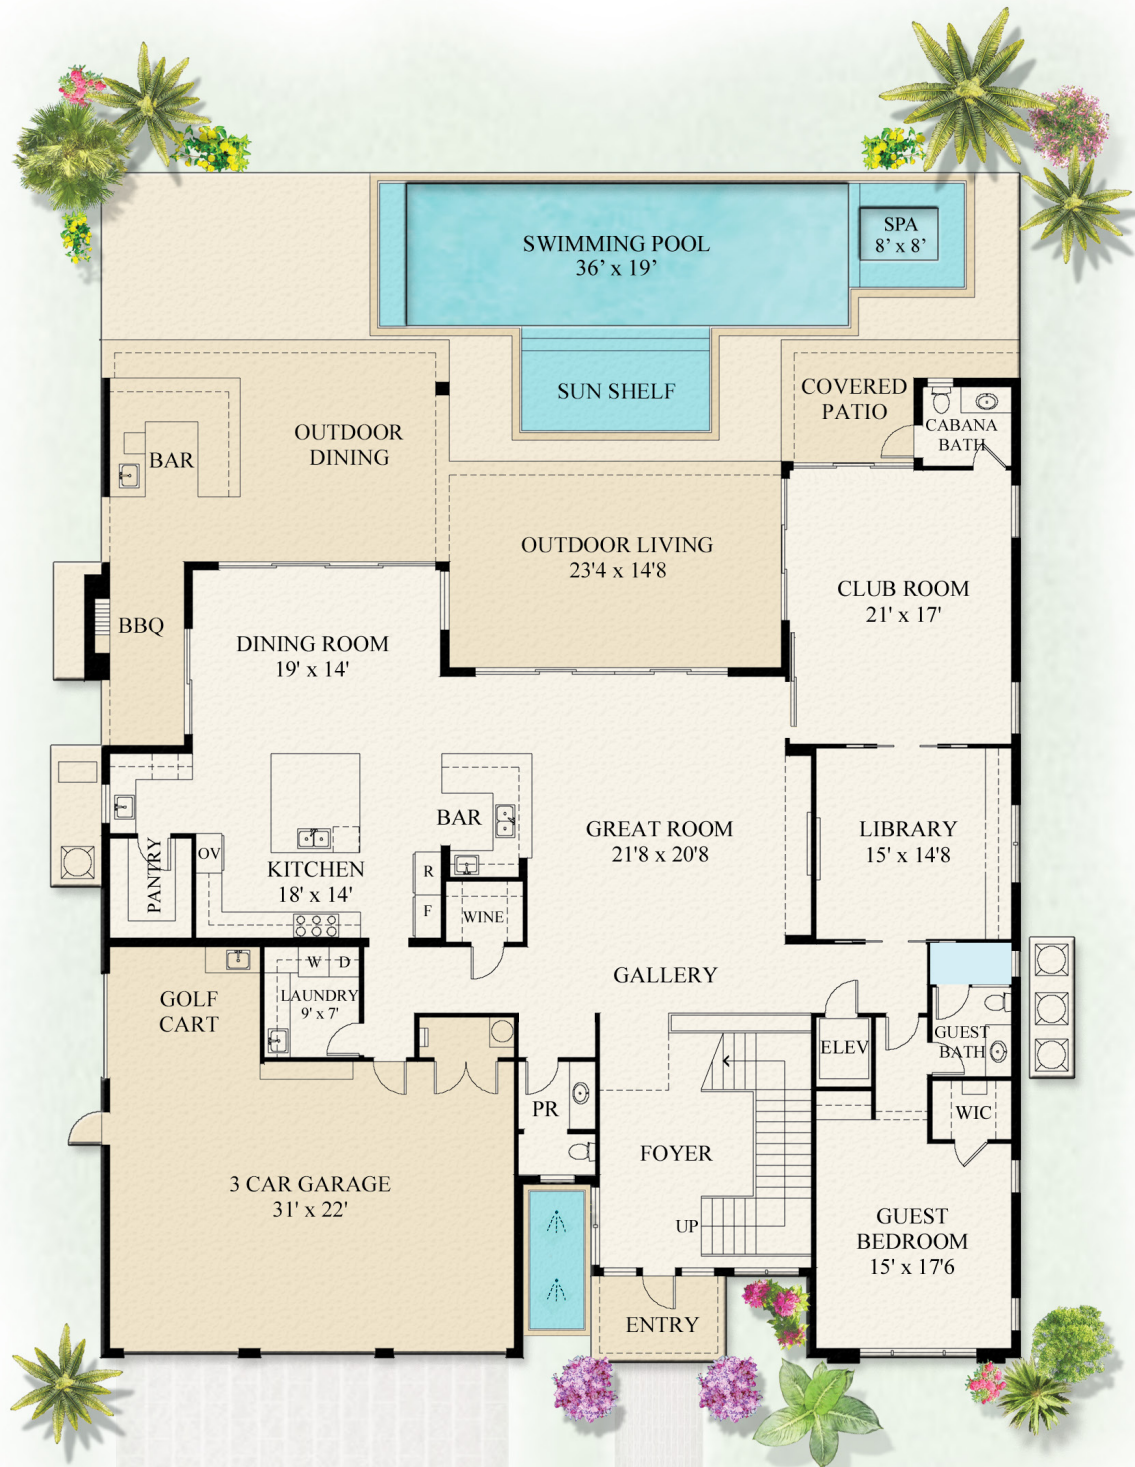 SWIMMING POOL
36’ x 19’
SPA
8’ x 8’
SUN SHELF
COVERED
PATIO
CABANA
BATH
OUTDOOR
DINING
BAR
OUTDOOR LIVING
23'4 x 14'8
CLUB ROOM
21' x 17'
BBQ
DINING ROOM
19' x 14'
BAR
GREAT ROOM
21'8 x 20'8
LIBRARY
15' x 14'8
PANTRY
OV
KITCHEN
18' x 14'
R
F
WINE
GALLERY
W D
LAUNDRY
9' x 7'
GOLF
CART
ELEV
GUEST
BATH
PR
WIC
FOYER
3 CAR GARAGE
31' x 22'
UP
GUEST
BEDROOM
15' x 17'6
ENTRY